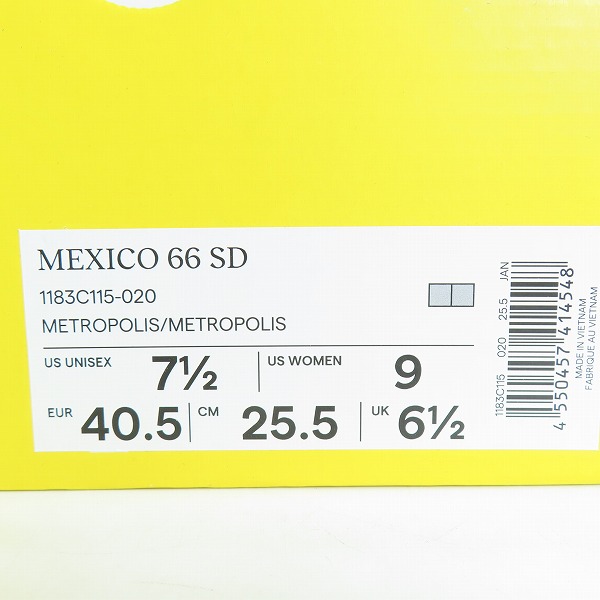 MEXICO 66 SD
1183C115-020
METROPOLIS/METROPOLIS
US UNISEX 7½ US WOMEN 9
EUR 40.5 CM 25.5 UK 6½
1183C115 020 25.5 JAN
4 550457 414548
MADE IN VIETNAM
FABRIQUE AU VIETNAM